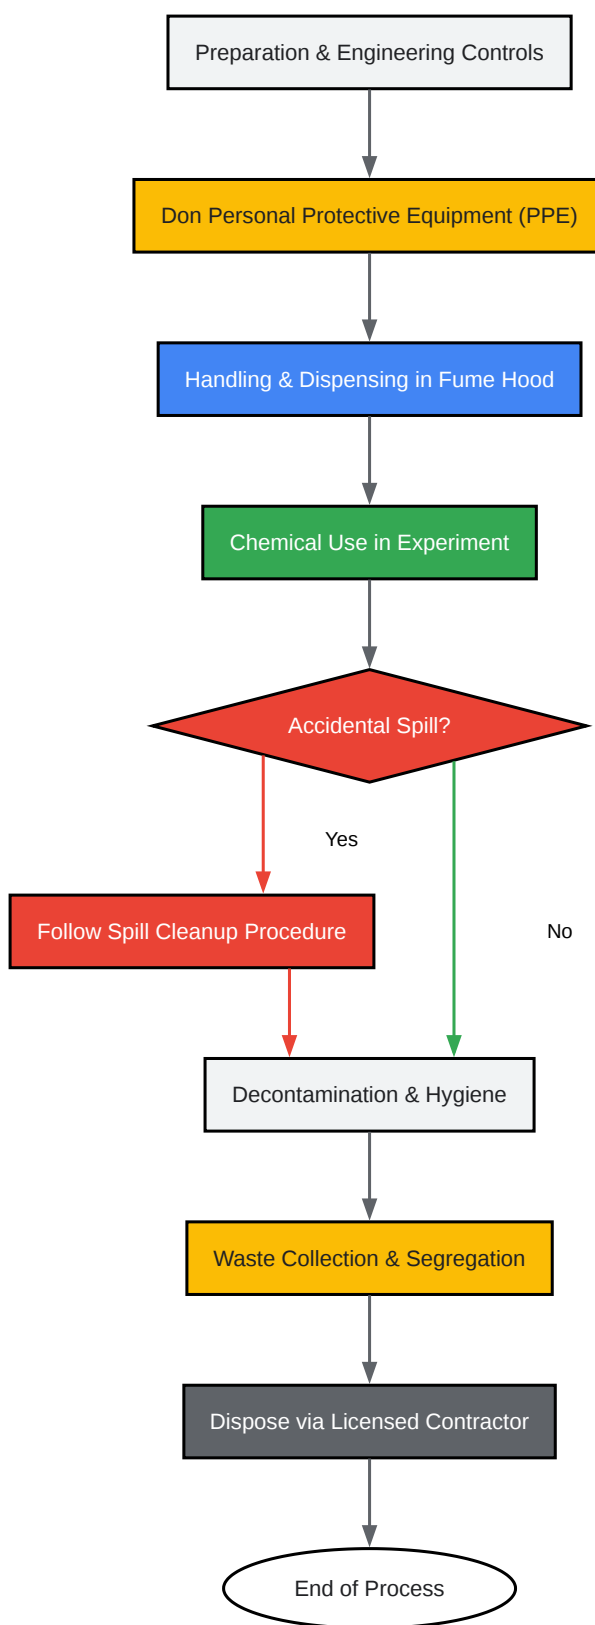 Preparation & Engineering Controls
Don Personal Protective Equipment (PPE)
Handling & Dispensing in Fume Hood
Chemical Use in Experiment
Accidental Spill?
Yes
Follow Spill Cleanup Procedure
No
Decontamination & Hygiene
Waste Collection & Segregation
Dispose via Licensed Contractor
End of Process